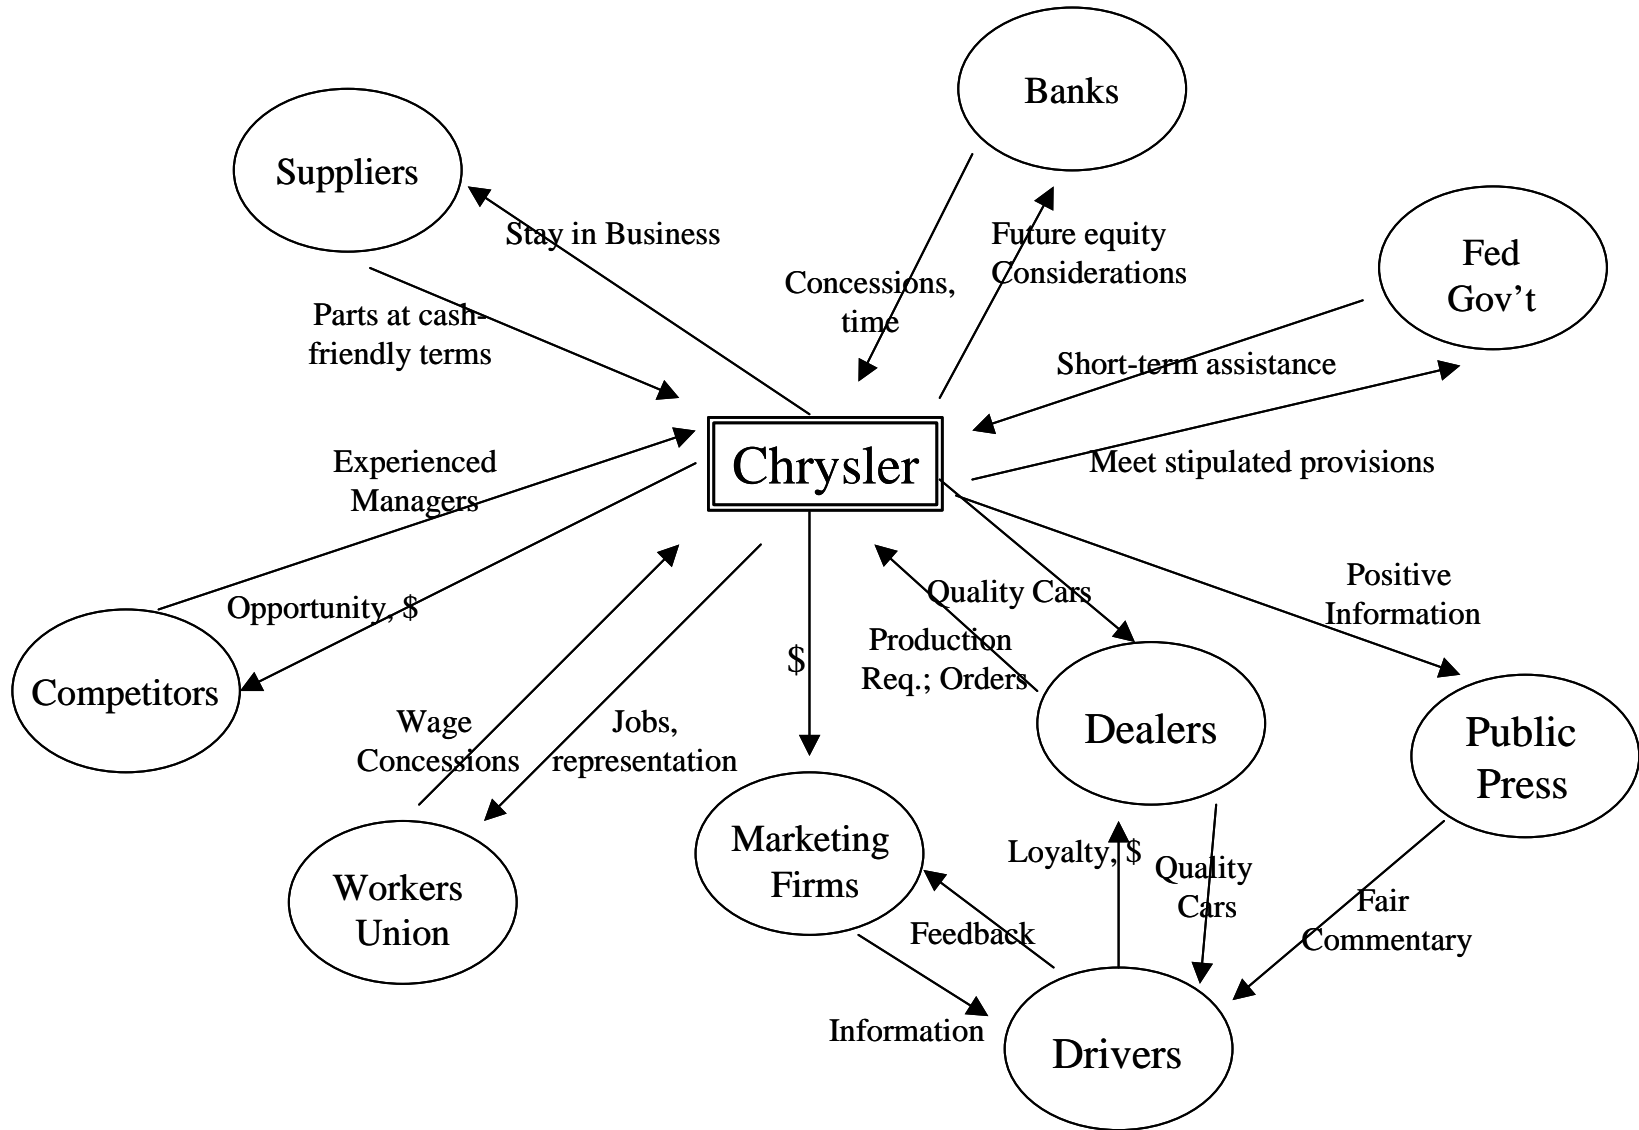 Banks
Suppliers
Stay in Business
Future equity
Considerations
Fed
Gov’t
Concessions,
time
Parts at cash-
friendly terms
Short-term assistance
Chrysler
Experienced
Managers
Meet stipulated provisions
Positive
Information
Quality Cars
Opportunity, $
Production
Req.; Orders
$
Competitors
Wage
Concessions
Jobs,
representation
Dealers
Public
Press
Marketing
Firms
Loyalty, $
Quality
Cars
Workers
Union
Fair
Commentary
Feedback
Information
Drivers